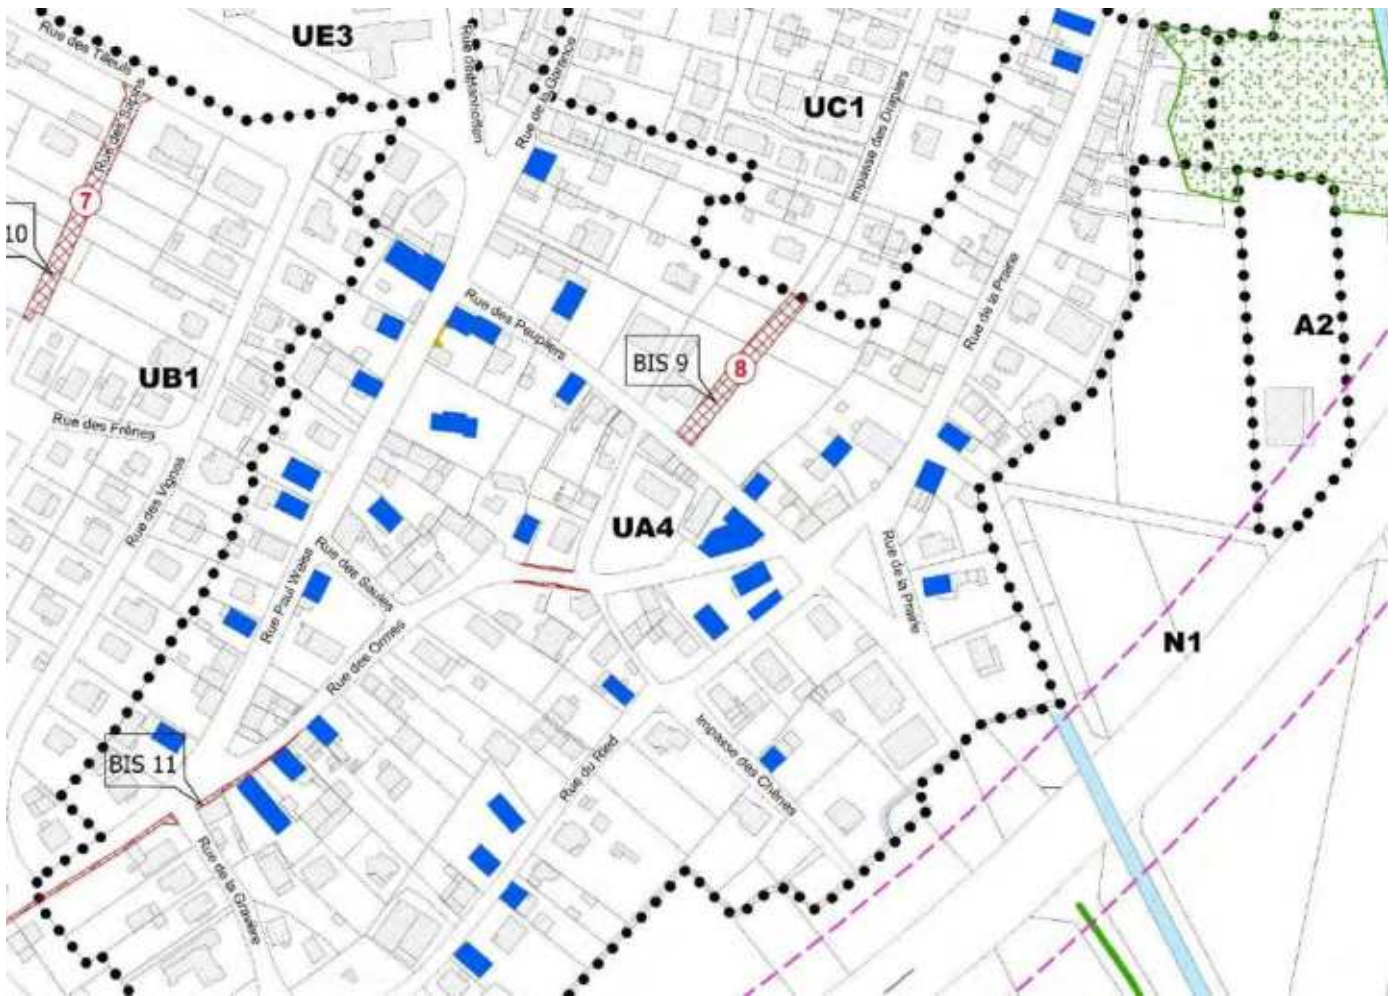 UE3
Rue des Tilleuls
Rue de la Garance
UC1
Impasse des Drapiers
Rue des Sapins
7
10
Rue de la Prairie
Rue des Peupliers
A2
BIS 9
8
UB1
Rue des Frênes
Rue des Vignes
UA4
Rue Paul Weiss
Rue des Saules
Rue de la Prairie
Rue des Ormes
N1
BIS 11
Rue du Ried
Impasse des Chênes
Rue de la Gravière